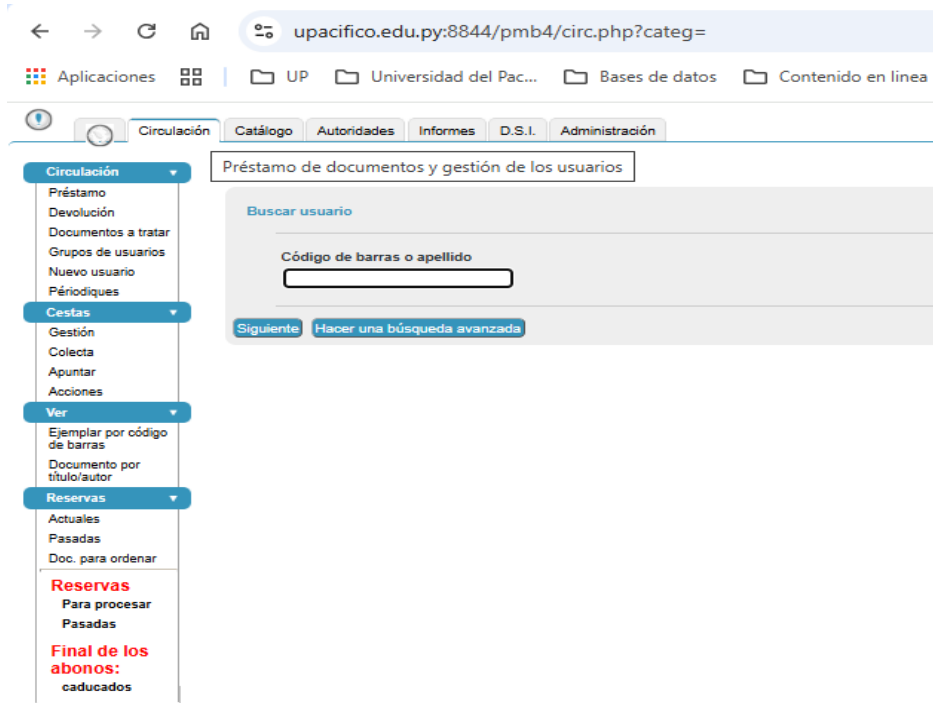 upacifico.edu.py:8844/pmb4/circ.php?categ=
Aplicaciones UP Universidad del Pac... Bases de datos Contenido en linea
Circulación Catálogo Autoridades Informes D.S.I. Administración
Préstamo de documentos y gestión de los usuarios
Circulación
Préstamo
Devolución
Documentos a tratar
Grupos de usuarios
Nuevo usuario
Périodiques
Cestas
Gestión
Colecta
Apuntar
Acciones
Ver
Ejemplar por código
de barras
Documento por
título/autor
Reservas
Actuales
Pasadas
Doc. para ordenar
Reservas
Para procesar
Pasadas
Final de los
abonos:
caducados
Buscar usuario
Código de barras o apellido
Siguiente Hacer una búsqueda avanzada